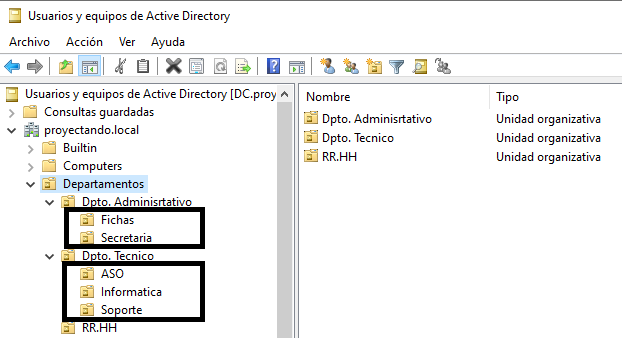 Usuarios y equipos de Active Directory
Archivo Acción Ver Ayuda
Usuarios y equipos de Active Directory [DC.proy
Consultas guardadas
proyectando.local
Builtin
Computers
Departamentos
Dpto. Adminisrtativo
Fichas
Secretaria
Dpto. Tecnico
ASO
Informatica
Soporte
RR.HH
Nombre Tipo
Dpto. Adminisrtativo Unidad organizativa
Dpto. Tecnico Unidad organizativa
RR.HH Unidad organizativa